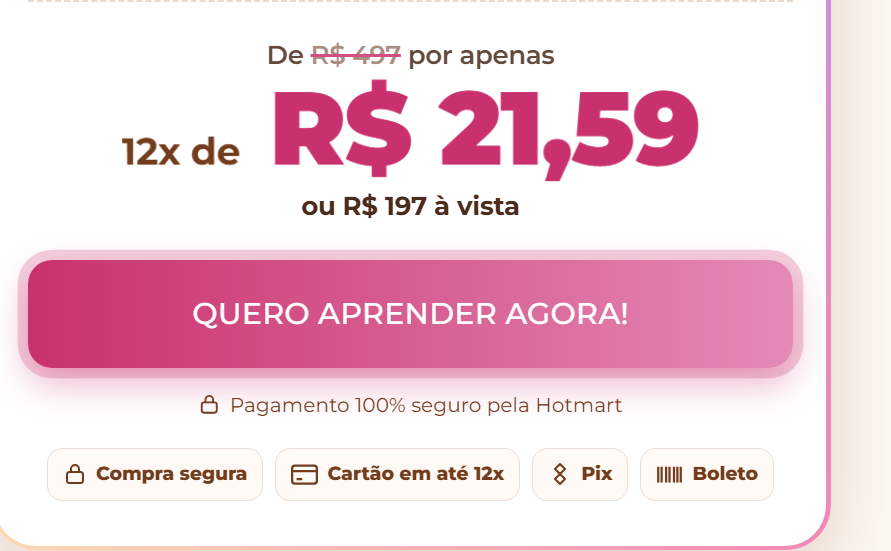 De R$ 497 por apenas
12x de R$ 21,59
ou R$ 197 à vista
QUERO APRENDER AGORA!
Pagamento 100% seguro pela Hotmart
Compra segura Cartão em até 12x Pix Boleto